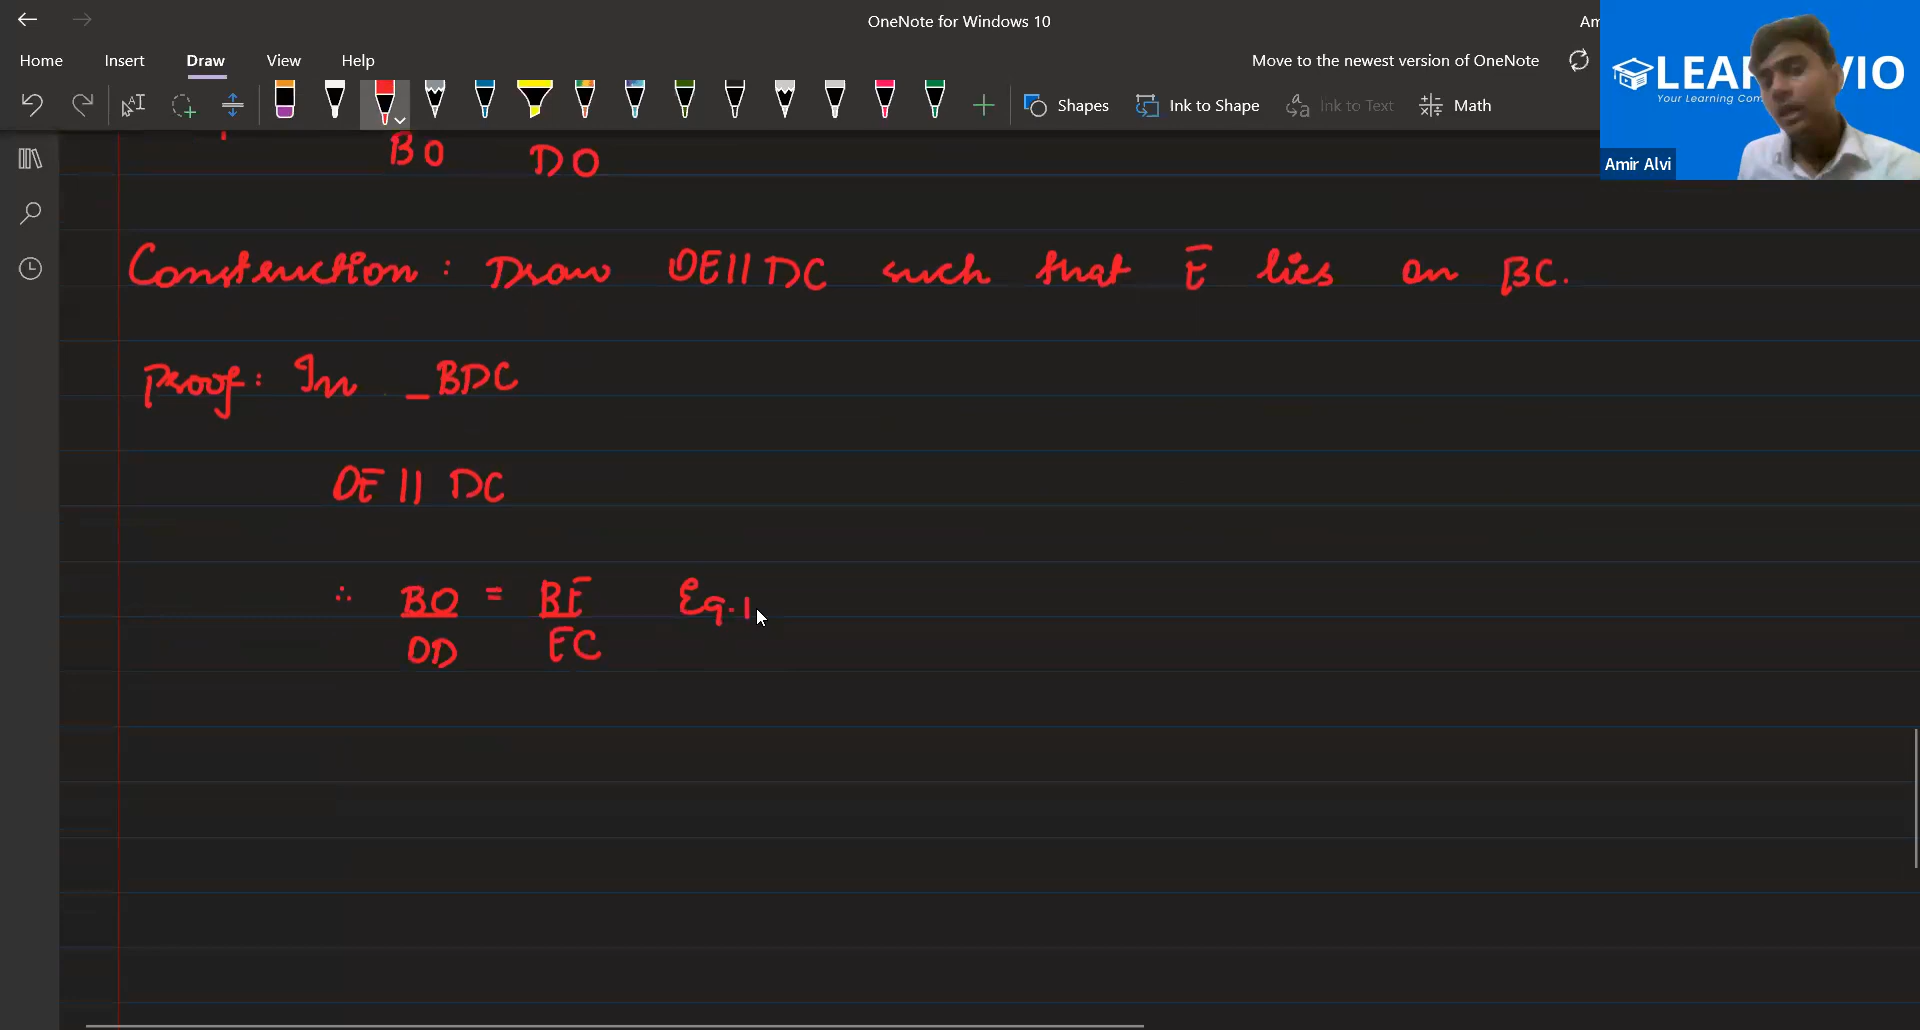 OneNote for Windows 10
Am
Home Insert Draw View Help Move to the newest version of OneNote
Shapes Ink to Shape Ink to Text Math
Your Learning Com
Amir Alvi
BO DO
Construction : Draw OE || DC such that E lies on BC.
Proof : In _BDC
OE || DC
∴ BO = BE Eq.1
OD EC